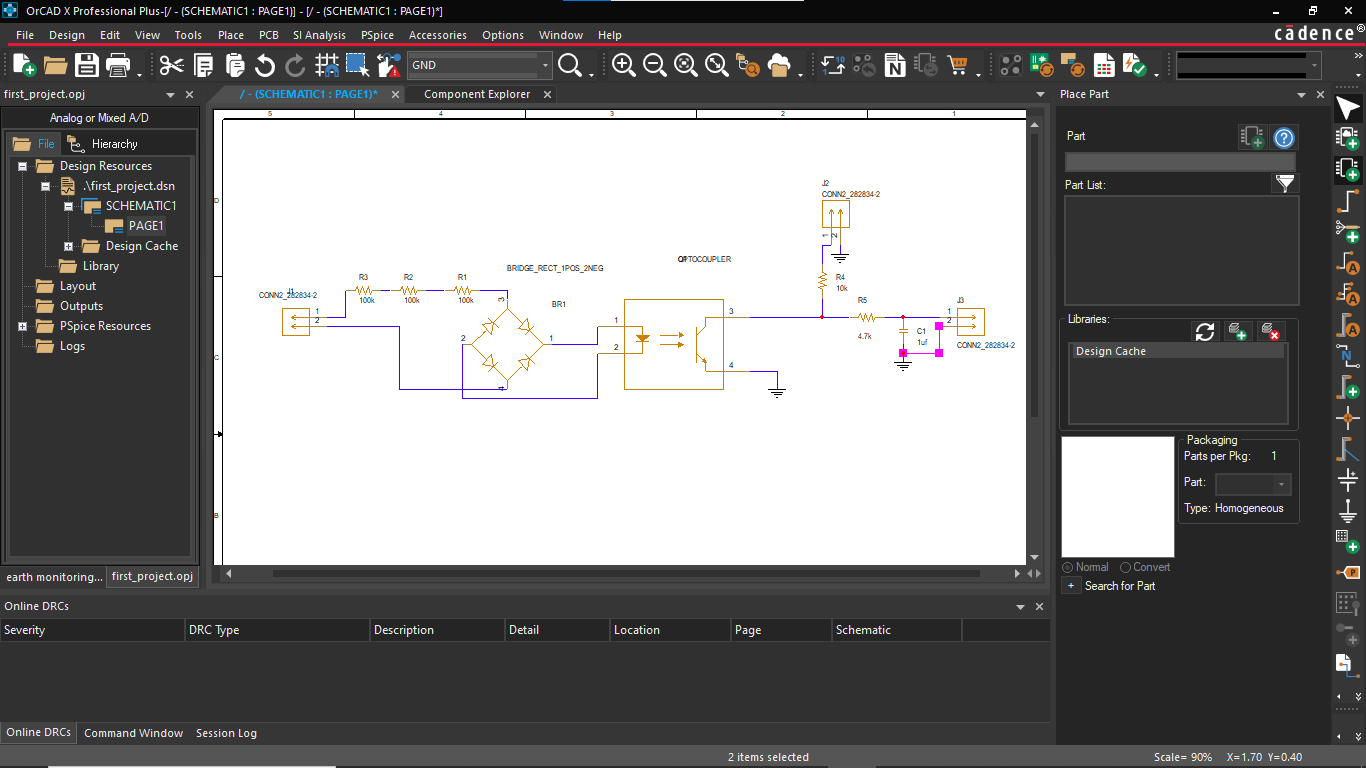 OrCAD X Professional Plus-[/ - (SCHEMATIC1 : PAGE1)] - [/ - (SCHEMATIC1 : PAGE1)*]
File Design Edit View Tools Place PCB SI Analysis PSpice Accessories Options Window Help
cādence®
GND
N
first_project.opj
/ - (SCHEMATIC1 : PAGE1)*
Component Explorer
Place Part
Analog or Mixed A/D
File
Hierarchy
Design Resources
.\first_project.dsn
SCHEMATIC1
PAGE1
Design Cache
Library
Layout
Outputs
PSpice Resources
Logs
earth monitoring...
first_project.opj
5 4 3 2 1
D
C
B
J2
CONN2_282834-2
1 2
R4
10k
J1
CONN2_282834-2
1
2
R3
100k
R2
100k
R1
100k
BRIDGE_RECT_1POS_2NEG
BR1
3
2 1
4
OPTOCOUPLER
1
2
3
4
R5
4.7k
C1
1uf
J3
1
2
CONN2_282834-2
Part
Part List:
Libraries:
Design Cache
Packaging
Parts per Pkg: 1
Part:
Type: Homogeneous
Normal Convert
+ Search for Part
Online DRCs
Severity DRC Type Description Detail Location Page Schematic
Online DRCs Command Window Session Log
2 items selected
Scale= 90% X=1.70 Y=0.40